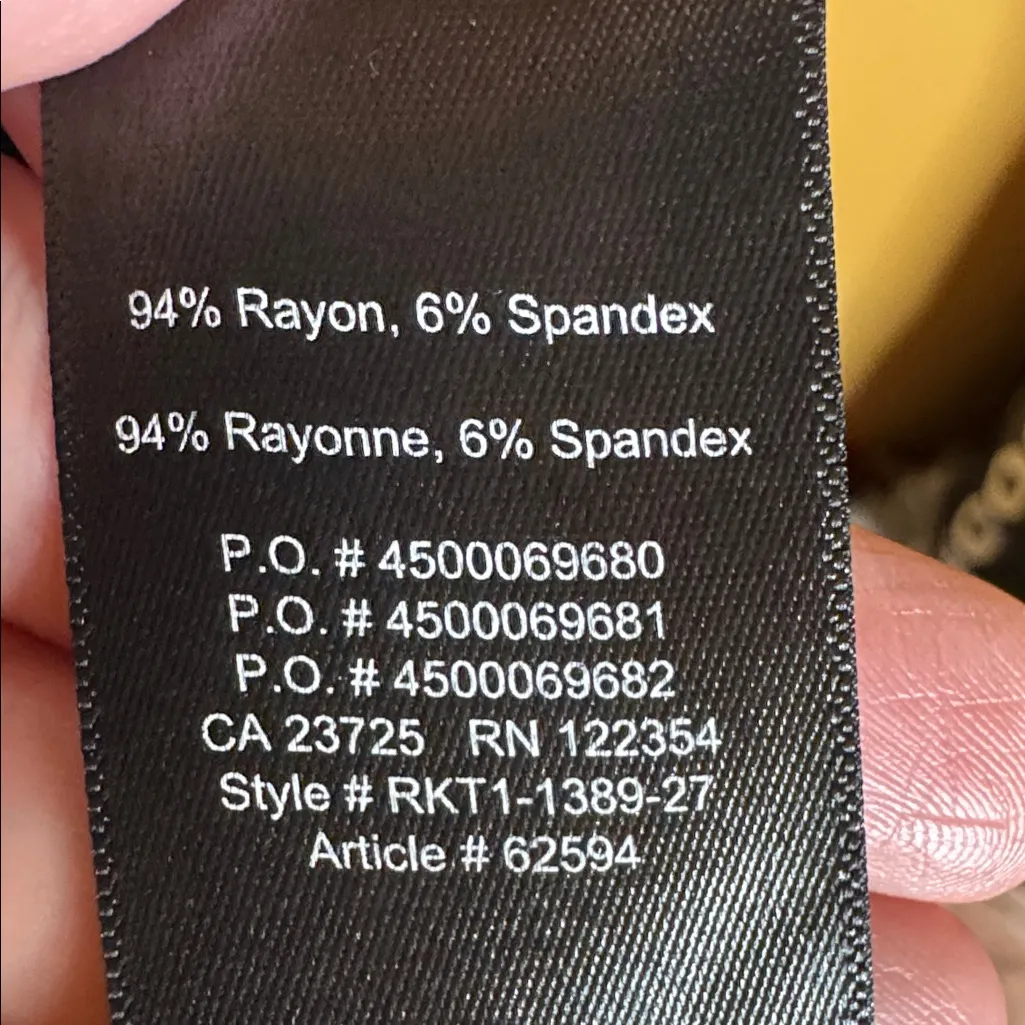 94% Rayon, 6% Spandex
94% Rayonne, 6% Spandex
P.O. # 4500069680
P.O. # 4500069681
P.O. # 4500069682
CA 23725 RN 122354
Style # RKT1-1389-27
Article # 62594